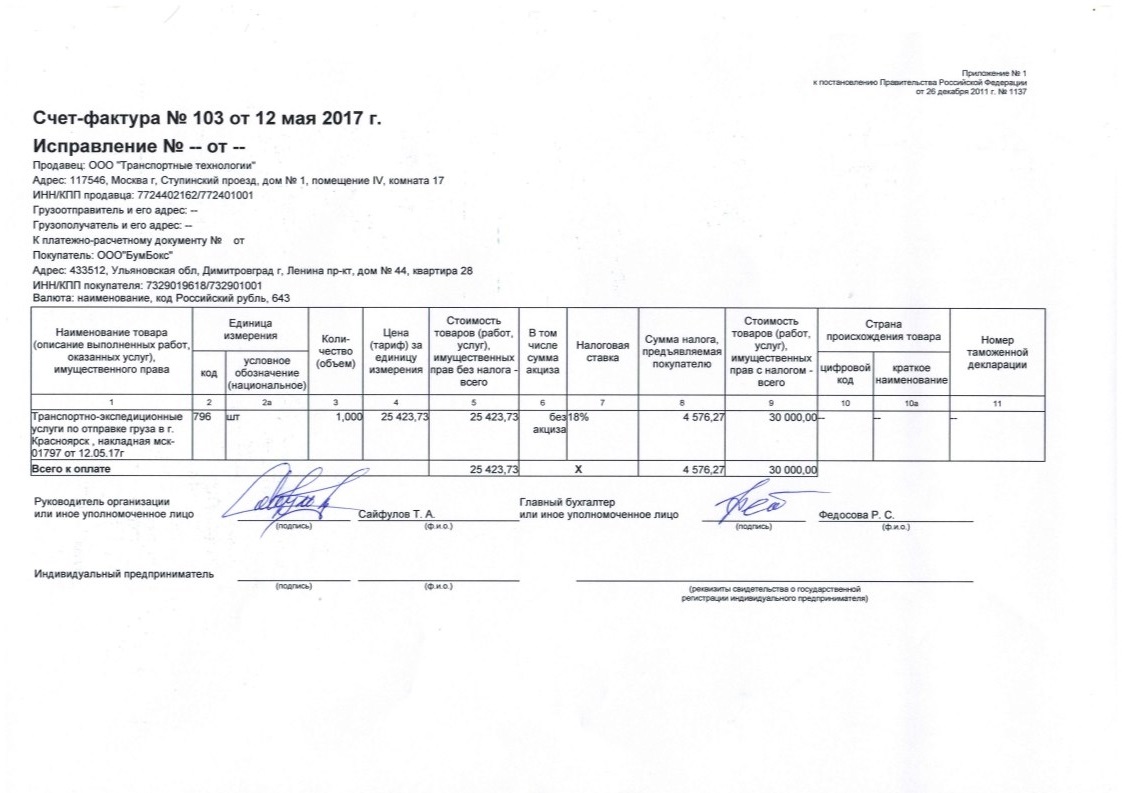 Приложение № 1
к постановлению Правительства Российской Федерации
от 26 декабря 2011 г. № 1137
Счет-фактура № 103 от 12 мая 2017 г.
Исправление № -- от --
Продавец: ООО "Транспортные технологии"
Адрес: 117546, Москва г, Ступинский проезд, дом № 1, помещение IV, комната 17
ИНН/КПП продавца: 7724402162/772401001
Грузоотправитель и его адрес: --
Грузополучатель и его адрес: --
К платежно-расчетному документу № от
Покупатель: ООО"БумБокс"
Адрес: 433512, Ульяновская обл, Димитровград г, Ленина пр-кт, дом № 44, квартира 28
ИНН/КПП покупателя: 7329019618/732901001
Валюта: наименование, код Российский рубль, 643
Наименование товара
(описание выполненных работ,
оказанных услуг),
имущественного права
Единица
измерения
код
условное
обозначение
(национальное)
Коли-
чество
(объем)
Цена
(тариф) за
единицу
измерения
Стоимость
товаров (работ,
услуг),
имущественных
прав без налога -
всего
В том
числе
сумма
акциза
Налоговая
ставка
Сумма налога,
предъявляемая
покупателю
Стоимость
товаров (работ,
услуг),
имущественных
прав с налогом -
всего
Страна
происхождения товара
цифровой
код
краткое
наименование
Номер
таможенной
декларации
1 2 2а 3 4 5 6 7 8 9 10 10а 11
Транспортно-экспедиционные
услуги по отправке груза в г.
Красноярск , накладная мск-
01797 от 12.05.17г
796 шт 1,000 25 423,73 25 423,73 без
акциза
18% 4 576,27 30 000,00 -- -- --
Всего к оплате 25 423,73 Х 4 576,27 30 000,00
Руководитель организации
или иное уполномоченное лицо
(подпись)
Сайфулов Т. А.
(ф.и.о.)
Главный бухгалтер
или иное уполномоченное лицо
(подпись)
Федосова Р. С.
(ф.и.о.)
Индивидуальный предприниматель
(подпись)
(ф.и.о.)
(реквизиты свидетельства о государственной
регистрации индивидуального предпринимателя)